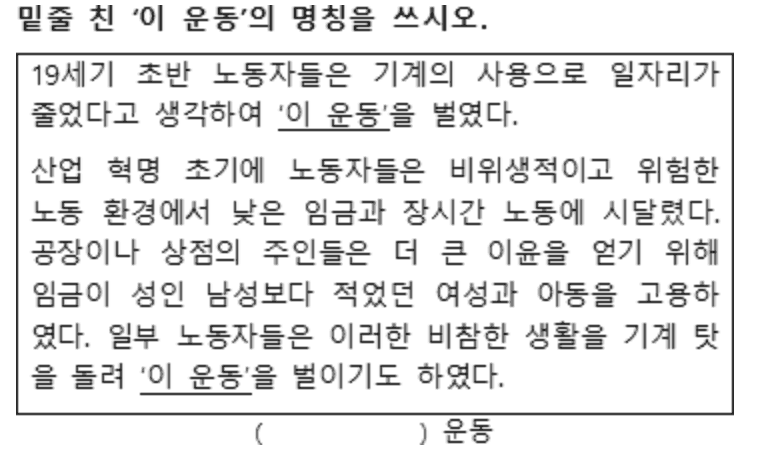 밑줄 친 ‘이 운동’의 명칭을 쓰시오.
19세기 초반 노동자들은 기계의 사용으로 일자리가
줄었다고 생각하여 ‘이 운동’을 벌였다.
산업 혁명 초기에 노동자들은 비위생적이고 위험한
노동 환경에서 낮은 임금과 장시간 노동에 시달렸다.
공장이나 상점의 주인들은 더 큰 이윤을 얻기 위해
임금이 성인 남성보다 적었던 여성과 아동을 고용하
였다. 일부 노동자들은 이러한 비참한 생활을 기계 탓
을 돌려 ‘이 운동’을 벌이기도 하였다.
( ) 운동